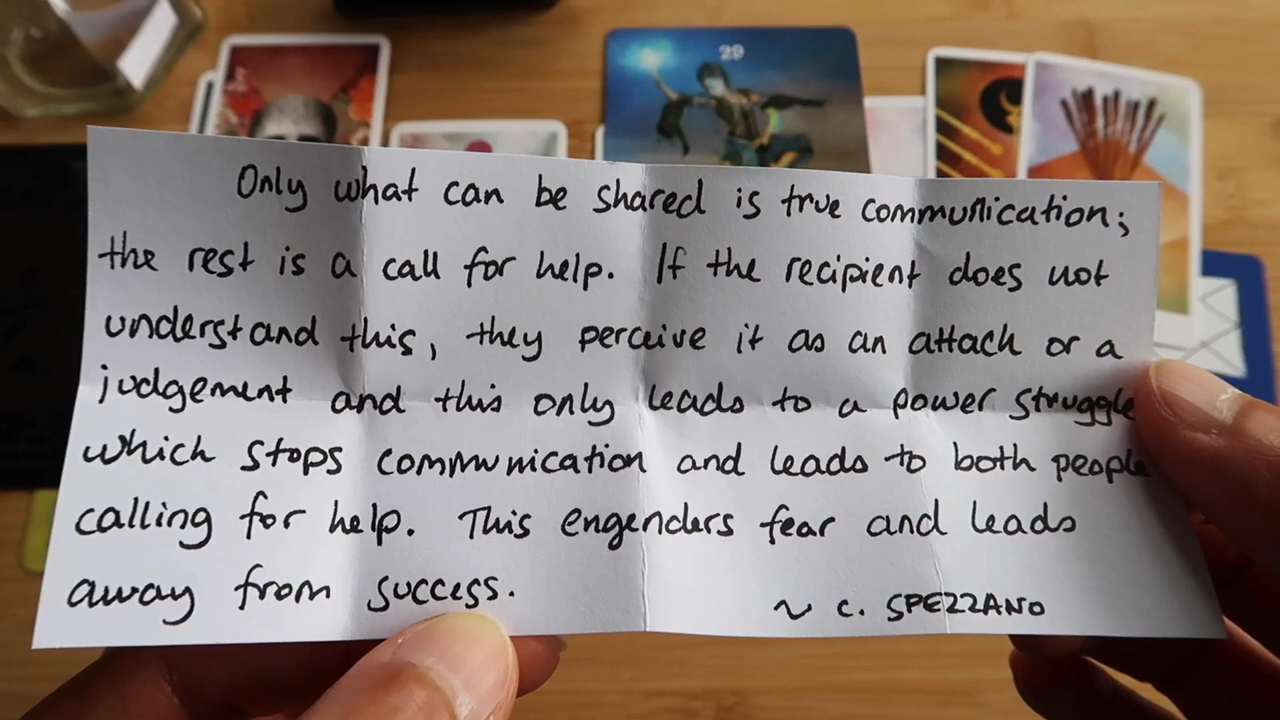 29
Only what can be shared is true communication;
the rest is a call for help. If the recipient does not
understand this, they perceive it as an attack or a
judgement and this only leads to a power struggle
which stops communication and leads to both people
calling for help. This engenders fear and leads
away from success.
~ C. SPEZZANO